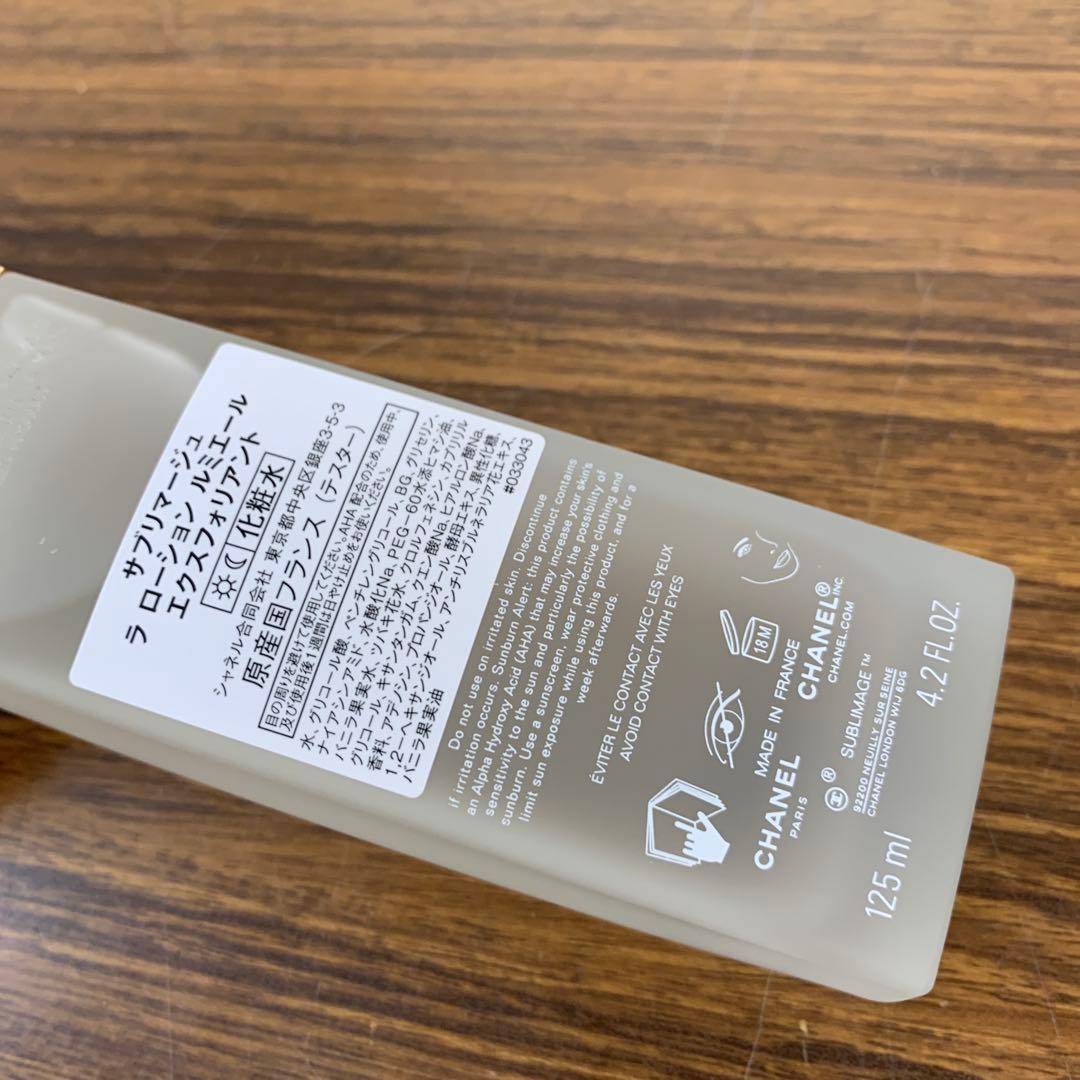 サブリマージュ
ラ ローション ルミエール
エクスフォリアント
化粧水
シャネル合同会社 東京都中央区銀座3-5-3
原産国フランス (テスター)
目の周りを避けて使用してください。AHA 配合のため、使用中、
及び使用後1週間は日やけ止めをお使いください。
水、グリコール酸、ペンチレングリコール、BG、グリセリン、
ナイアシンアミド、水酸化Na、PEG-60水添ヒマシ油、
バニラ果実水、ツバキ花水、クロルフェネシン、カプリリル
グリコール、キサンタンガム、クエン酸Na、ヒアルロン酸Na、
香料、アデノシン、プロパンジオール、酵母エキス、異性化糖、
1,2-ヘキサンジオール、アンチリスブルネラリア花エキス、
バニラ果実油
#033043
Do not use on irritated skin. Discontinue
if irritation occurs. Sunburn Alert: this product contains
an Alpha Hydroxy Acid (AHA) that may increase your skin's
sensitivity to the sun and particularly the possibility of
sunburn. Use a sunscreen, wear protective clothing and
limit sun exposure while using this product, and for a
week afterwards.
ÉVITER LE CONTACT AVEC LES YEUX
AVOID CONTACT WITH EYES
18M
MADE IN FRANCE
CHANEL CHANEL® INC.
PARIS CHANEL.COM
® SUBLIMAGE™
92200 NEUILLY SUR SEINE
CHANEL LONDON W1J 6DG
125 ml 4.2 FL.OZ.